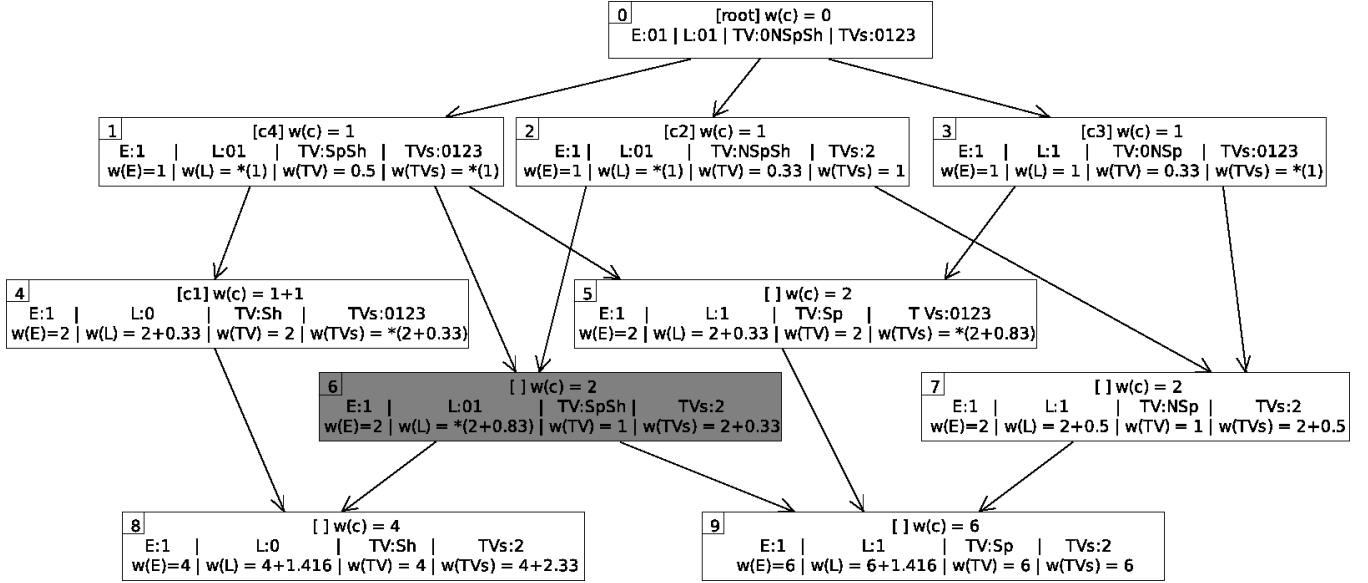 0 [root] w(c) = 0
E:01 | L:01 | TV:0NSpSh | TVs:0123
1 [c4] w(c) = 1
E:1 | L:01 | TV:SpSh | TVs:0123
w(E)=1 | w(L) = *(1) | w(TV) = 0.5 | w(TVs) = *(1)
2 [c2] w(c) = 1
E:1 | L:01 | TV:NSpSh | TVs:2
w(E)=1 | w(L) = *(1) | w(TV) = 0.33 | w(TVs) = 1
3 [c3] w(c) = 1
E:1 | L:1 | TV:0NSp | TVs:0123
w(E)=1 | w(L) = 1 | w(TV) = 0.33 | w(TVs) = *(1)
4 [c1] w(c) = 1+1
E:1 | L:0 | TV:Sh | TVs:0123
w(E)=2 | w(L) = 2+0.33 | w(TV) = 2 | w(TVs) = *(2+0.33)
5 [ ] w(c) = 2
E:1 | L:1 | TV:Sp | T Vs:0123
w(E)=2 | w(L) = 2+0.33 | w(TV) = 2 | w(TVs) = *(2+0.83)
6 [ ] w(c) = 2
E:1 | L:01 | TV:SpSh | TVs:2
w(E)=2 | w(L) = *(2+0.83) | w(TV) = 1 | w(TVs) = 2+0.33
7 [ ] w(c) = 2
E:1 | L:1 | TV:NSp | TVs:2
w(E)=2 | w(L) = 2+0.5 | w(TV) = 1 | w(TVs) = 2+0.5
8 [ ] w(c) = 4
E:1 | L:0 | TV:Sh | TVs:2
w(E)=4 | w(L) = 4+1.416 | w(TV) = 4 | w(TVs) = 4+2.33
9 [ ] w(c) = 6
E:1 | L:1 | TV:Sp | TVs:2
w(E)=6 | w(L) = 6+1.416 | w(TV) = 6 | w(TVs) = 6